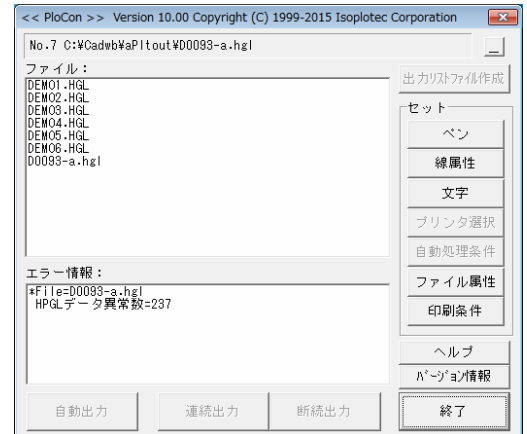 << PloCon >> Version 10.00 Copyright (C) 1999-2015 Isoplotec Corporation
No.7 C:¥Cadwb¥aPltout¥D0093-a.hgl
ファイル：
DEMO1.HGL
DEMO2.HGL
DEMO3.HGL
DEMO4.HGL
DEMO5.HGL
DEMO6.HGL
D0093-a.hgl
エラー情報：
*File=D0093-a.hgl
HPGLデータ異常数=237
自動出力
連続出力
断続出力
出力リストファイル作成
セット
ペン
線属性
文字
プリンタ選択
自動処理条件
ファイル属性
印刷条件
ヘルプ
バージョン情報
終了